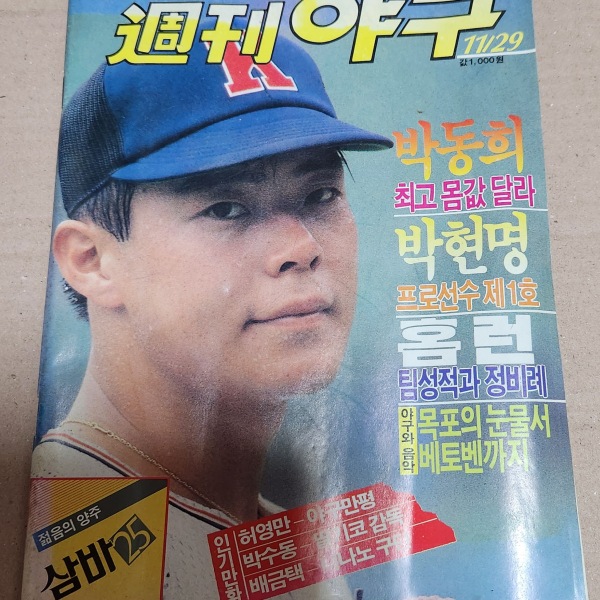 週刊 야구
11/29
값 1,000원
K
박동희
최고 몸값 달라
박현명
프로선수 제1호
홈런
팀성적과 정비례
야구와 음악
목포의 눈물서
베토벤까지
젊음의 양주
삼바25
인기만화
허영만-야구만평
박수동-
배금택-